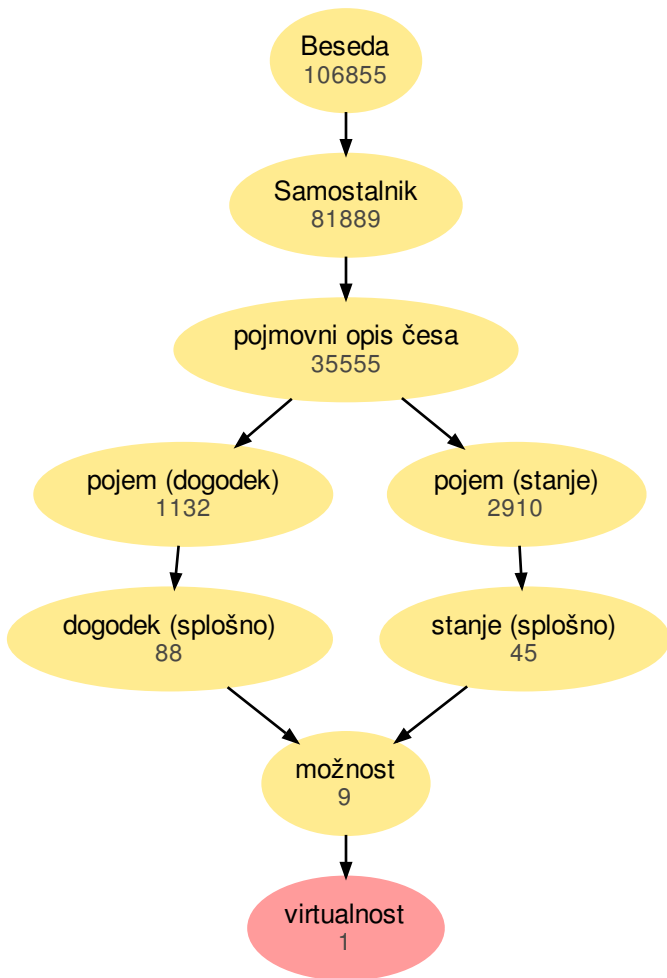 Beseda
106855
Samostalnik
81889
pojmovni opis česa
35555
pojem (dogodek)
1132
pojem (stanje)
2910
dogodek (splošno)
88
stanje (splošno)
45
možnost
9
virtualnost
1